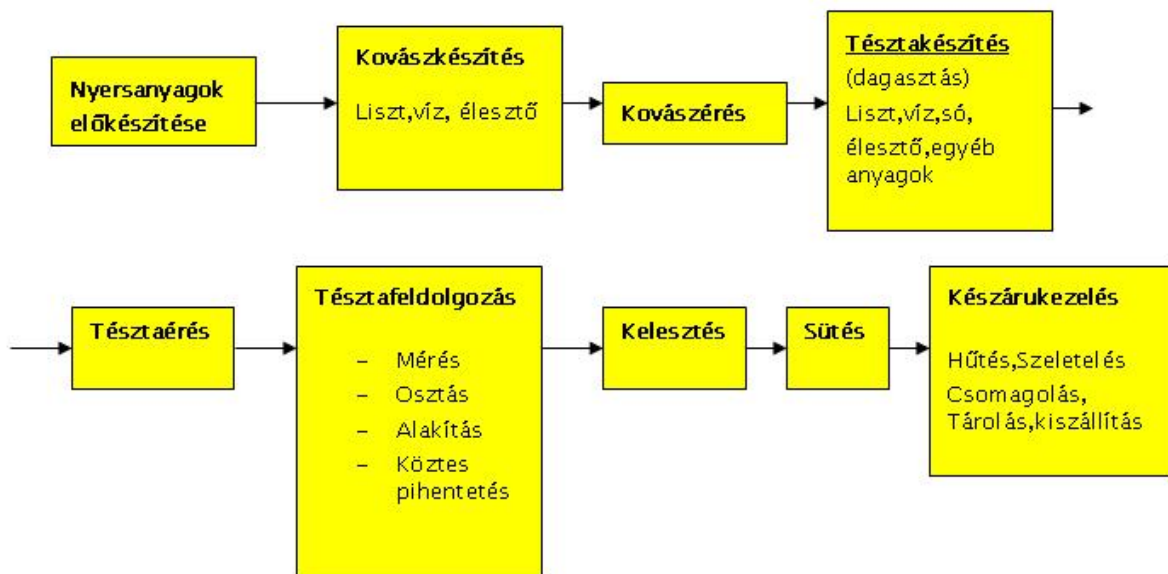 Nyersanyagok
előkészítése
Kovászkészítés
Liszt,víz, élesztő
Kovászérés
Tésztakészítés
(dagasztás)
Liszt,víz,só,
élesztő,egyéb
anyagok
Tésztaérés
Tésztafeldolgozás
– Mérés
– Osztás
– Alakítás
– Köztes
pihentetés
Kelesztés
Sütés
Készárukezelés
Hűtés,Szeletelés
Csomagolás,
Tárolás,kiszállítás